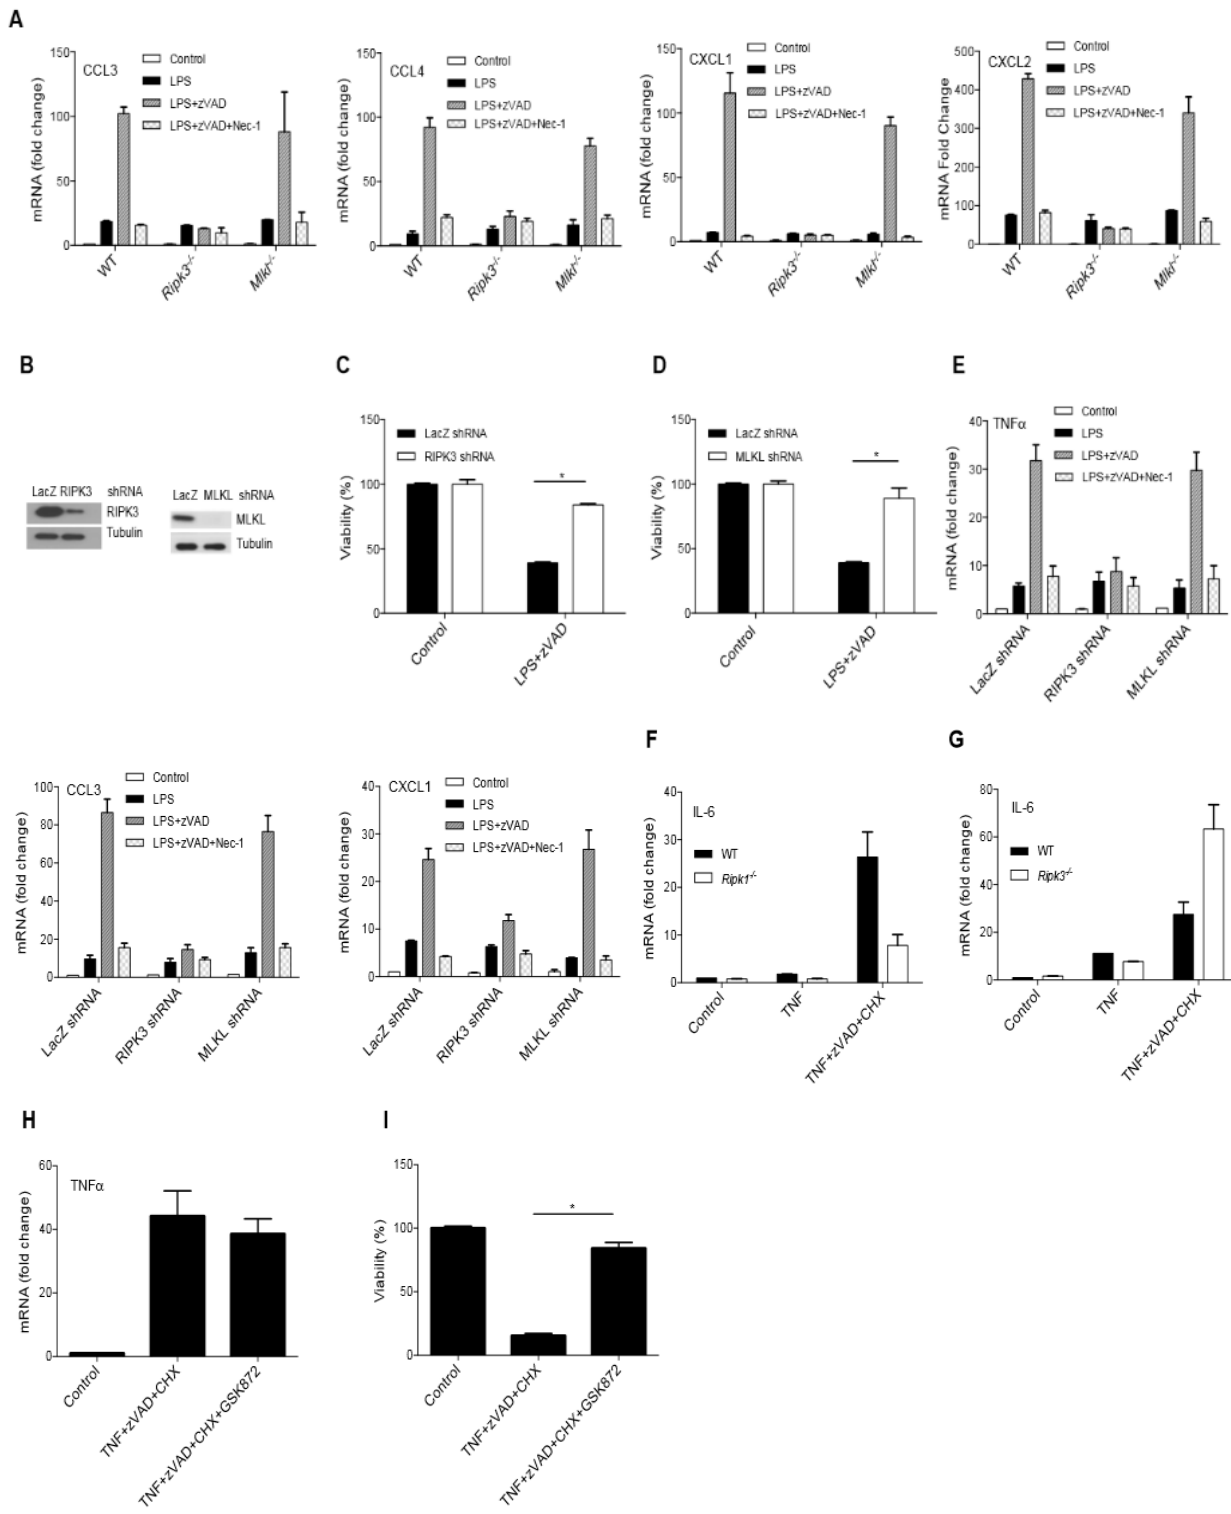 A
150
100
50
0
mRNA (fold change)
CCL3
Control
LPS
LPS+zVAD
LPS+zVAD+Nec-1
WT
Ripk3-/-
Mlkl-/-
150
100
50
0
mRNA (fold change)
CCL4
Control
LPS
LPS+zVAD
LPS+zVAD+Nec-1
WT
Ripk3-/-
Mlkl-/-
150
100
50
0
mRNA (fold change)
CXCL1
Control
LPS
LPS+zVAD
LPS+zVAD+Nec-1
WT
Ripk3-/-
Mlkl-/-
500
400
300
200
100
0
mRNA Fold Change
CXCL2
Control
LPS
LPS+zVAD
LPS+zVAD+Nec-1
WT
Ripk3-/-
Mlkl-/-
B
LacZ RIPK3 shRNA
RIPK3
Tubulin
LacZ MLKL shRNA
MLKL
Tubulin
C
150
100
50
0
Viability (%)
LacZ shRNA
RIPK3 shRNA
*
Control
LPS+zVAD
D
150
100
50
0
Viability (%)
LacZ shRNA
MLKL shRNA
*
Control
LPS+zVAD
E
40
30
20
10
0
mRNA (fold change)
TNFα
Control
LPS
LPS+zVAD
LPS+zVAD+Nec-1
LacZ shRNA
RIPK3 shRNA
MLKL shRNA
100
80
60
40
20
0
mRNA (fold change)
CCL3
Control
LPS
LPS+zVAD
LPS+zVAD+Nec-1
LacZ shRNA
RIPK3 shRNA
MLKL shRNA
40
30
20
10
0
mRNA (fold change)
CXCL1
Control
LPS
LPS+zVAD
LPS+zVAD+Nec-1
LacZ shRNA
RIPK3 shRNA
MLKL shRNA
F
40
30
20
10
0
mRNA (fold change)
IL-6
WT
Ripk1-/-
Control
TNF
TNF+zVAD+CHX
G
80
60
40
20
0
mRNA (fold change)
IL-6
WT
Ripk3-/-
Control
TNF
TNF+zVAD+CHX
H
60
40
20
0
mRNA (fold change)
TNFα
Control
TNF+zVAD+CHX
TNF+zVAD+CHX+GSK872
I
150
100
50
0
Viability (%)
*
Control
TNF+zVAD+CHX
TNF+zVAD+CHX+GSK872